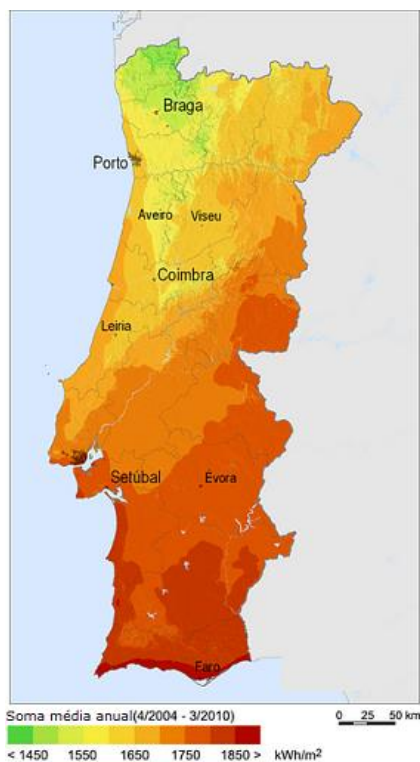 Braga
Porto
Aveiro Viseu
Coimbra
Leiria
Setúbal Évora
Faro
Soma média anual(4/2004 - 3/2010) 0 25 50 km
< 1450 1550 1650 1750 1850 > kWh/m²